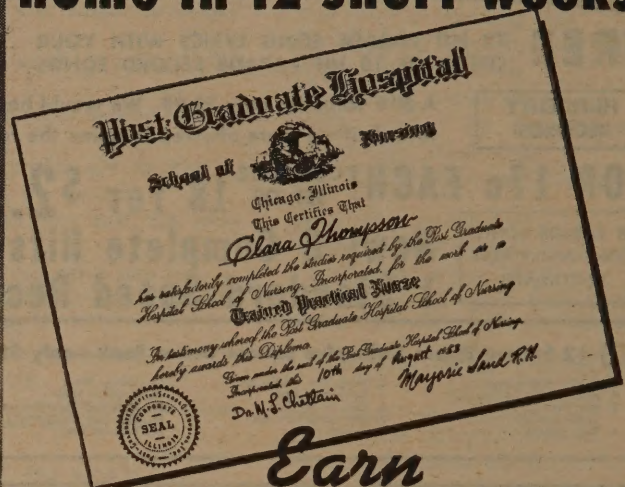 home in 12 short weeks
Post Graduate Hospital
School of Nursing
Chicago, Illinois
This Certifies That
Clara Thompson
has satisfactorily completed the studies required by the Post Graduate
Hospital School of Nursing, Incorporated, for the work as a
Trained Practical Nurse
In testimony whereof the Post Graduate Hospital School of Nursing
hereby awards this Diploma.
Given under the seal of the Post Graduate Hospital School of Nursing
Incorporated, this 10th day of August 1953
Dr. M. L. Chettain
Marjorie Sand R.N.
CORPORATE
SEAL
ILLINOIS
Earn